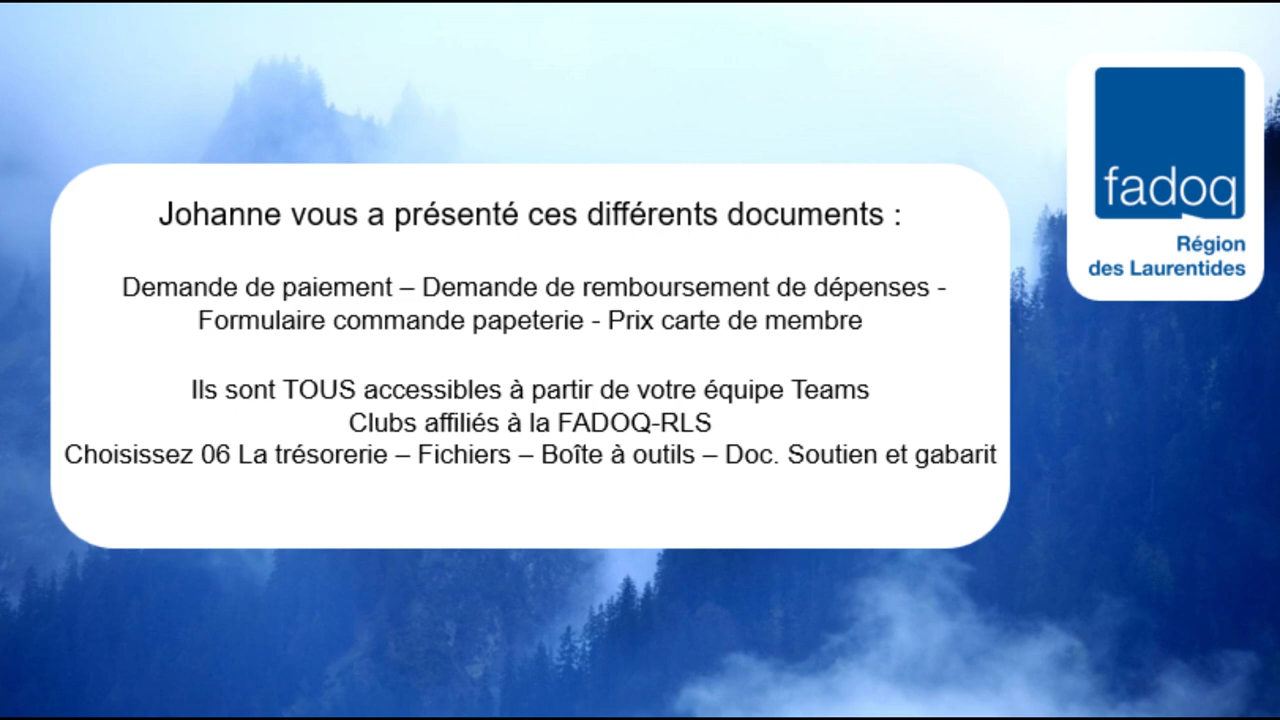 Johanne vous a présenté ces différents documents :
Demande de paiement – Demande de remboursement de dépenses -
Formulaire commande papeterie - Prix carte de membre
Ils sont TOUS accessibles à partir de votre équipe Teams
Clubs affiliés à la FADOQ-RLS
Choisissez 06 La trésorerie – Fichiers – Boîte à outils – Doc. Soutien et gabarit
fadoq
Région
des Laurentides